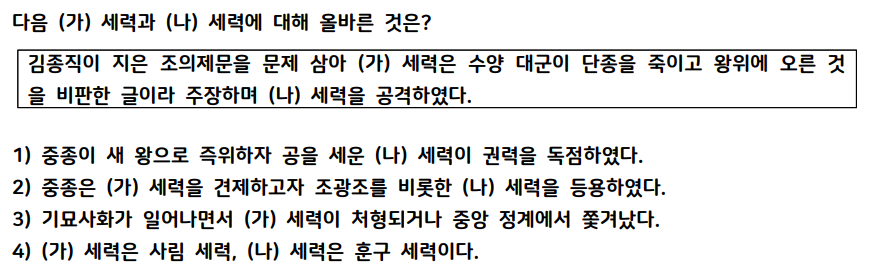 다음 (가) 세력과 (나) 세력에 대해 올바른 것은?
김종직이 지은 조의제문을 문제 삼아 (가) 세력은 수양 대군이 단종을 죽이고 왕위에 오른 것
을 비판한 글이라 주장하며 (나) 세력을 공격하였다.
1) 중종이 새 왕으로 즉위하자 공을 세운 (나) 세력이 권력을 독점하였다.
2) 중종은 (가) 세력을 견제하고자 조광조를 비롯한 (나) 세력을 등용하였다.
3) 기묘사화가 일어나면서 (가) 세력이 처형되거나 중앙 정계에서 쫓겨났다.
4) (가) 세력은 사림 세력, (나) 세력은 훈구 세력이다.